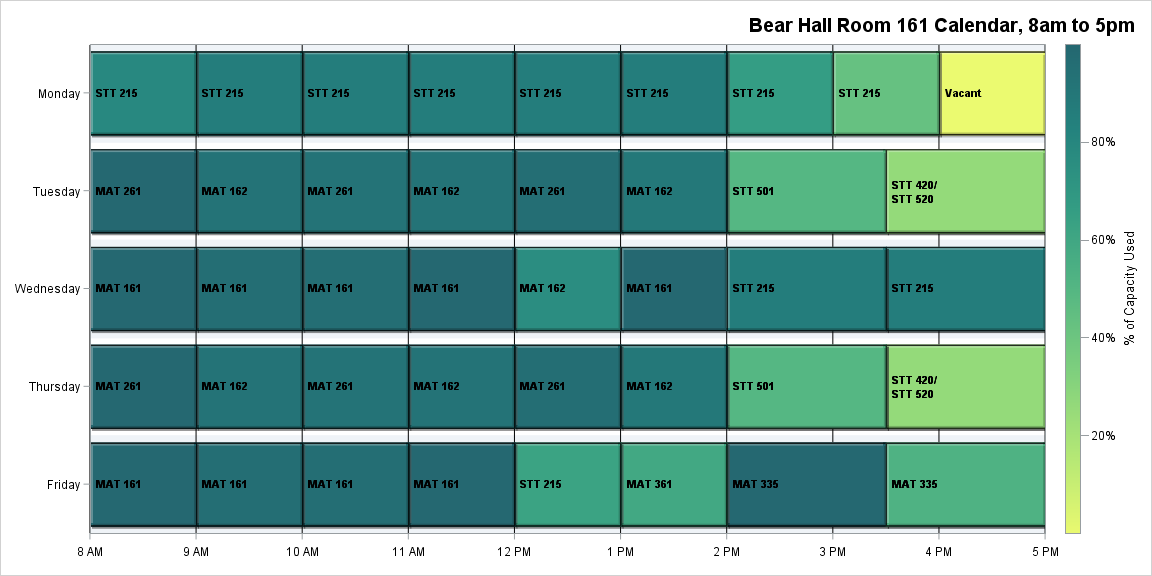 Bear Hall Room 161 Calendar, 8am to 5pm
Monday
STT 215
STT 215
STT 215
STT 215
STT 215
STT 215
STT 215
STT 215
Vacant
Tuesday
MAT 261
MAT 162
MAT 261
MAT 162
MAT 261
MAT 162
STT 501
STT 420/
STT 520
Wednesday
MAT 161
MAT 161
MAT 161
MAT 161
MAT 162
MAT 161
STT 215
STT 215
Thursday
MAT 261
MAT 162
MAT 261
MAT 162
MAT 261
MAT 162
STT 501
STT 420/
STT 520
Friday
MAT 161
MAT 161
MAT 161
MAT 161
STT 215
MAT 361
MAT 335
MAT 335
8 AM
9 AM
10 AM
11 AM
12 PM
1 PM
2 PM
3 PM
4 PM
5 PM
80%
60%
40%
20%
% of Capacity Used